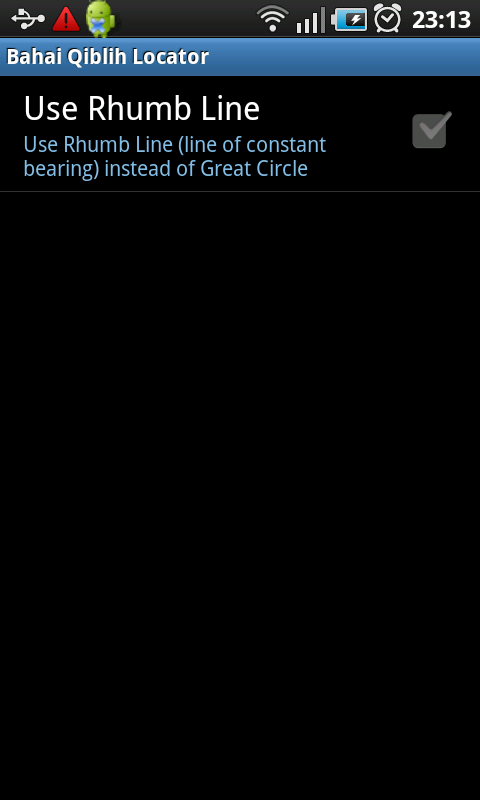 23:13
Bahai Qiblih Locator
Use Rhumb Line
Use Rhumb Line (line of constant
bearing) instead of Great Circle